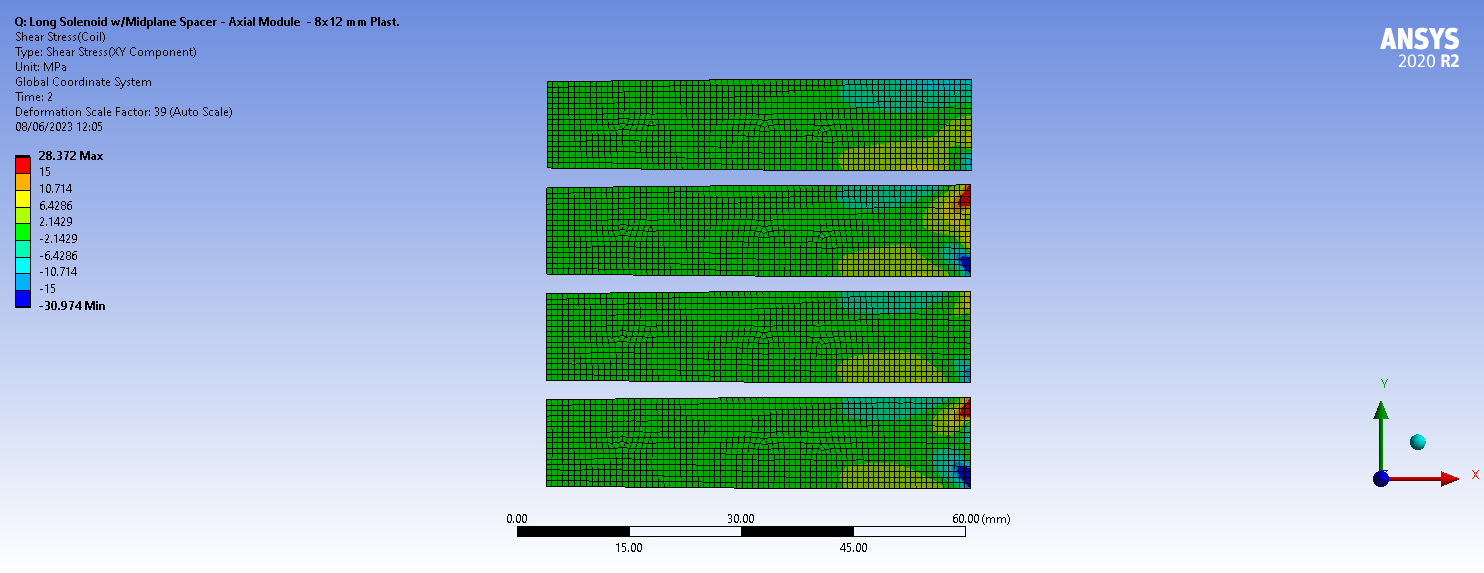 Q: Long Solenoid w/Midplane Spacer - Axial Module - 8x12 mm Plast.
Shear Stress(Coil)
Type: Shear Stress(XY Component)
Unit: MPa
Global Coordinate System
Time: 2
Deformation Scale Factor: 39 (Auto Scale)
08/06/2023 12:05
28.372 Max
15
10.714
6.4286
2.1429
-2.1429
-6.4286
-10.714
-15
-30.974 Min
ANSYS
2020 R2
Y
X
0.00
30.00
60.00 (mm)
15.00
45.00